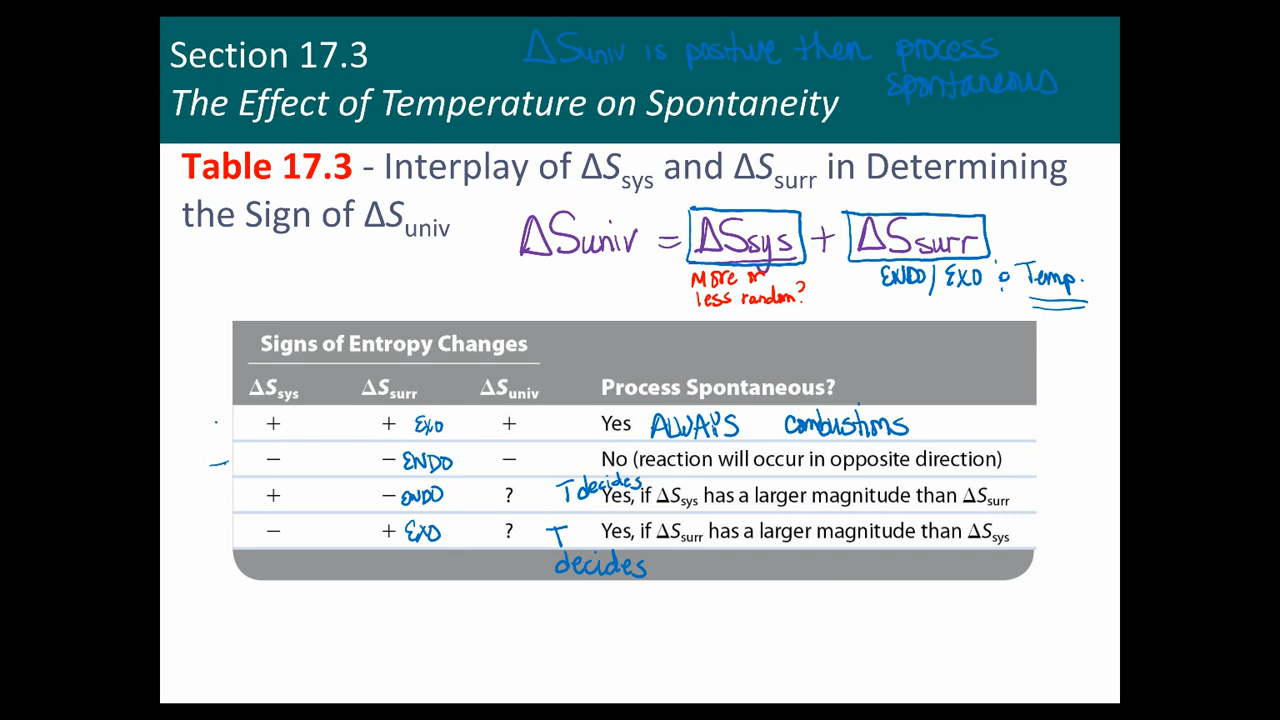 Section 17.3
ΔSuniv is positive then process
spontaneous
The Effect of Temperature on Spontaneity
Table 17.3 - Interplay of ΔSsys and ΔSsurr in Determining
the Sign of ΔSuniv
ΔSuniv = ΔSsys + ΔSsurr
More or
less random?
ENDO/EXO : Temp.
Signs of Entropy Changes
ΔSsys ΔSsurr ΔSuniv Process Spontaneous?
+ + EXO + Yes ALWAYS combustions
− − ENDO − No (reaction will occur in opposite direction)
+ − ENDO ? T decides Yes, if ΔSsys has a larger magnitude than ΔSsurr
− + EXO ? T Yes, if ΔSsurr has a larger magnitude than ΔSsys
decides